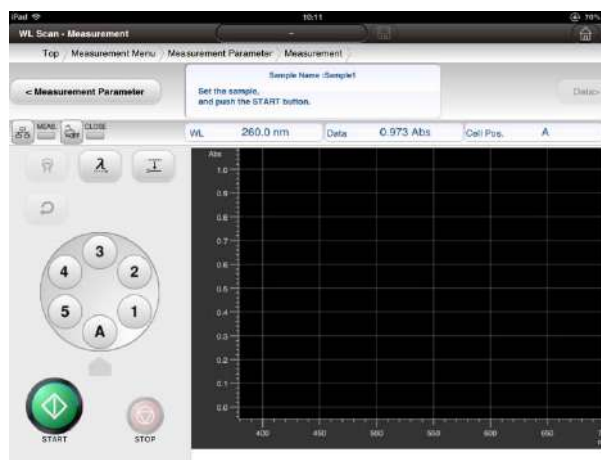 iPad 10:11 70%
WL Scan - Measurement -
Top Measurement Menu Measurement Parameter Measurement
< Measurement Parameter
Sample Name :Sample1
Set the sample,
and push the START button.
Data>
MEAS. CLOSE
WL 260.0 nm Data 0.973 Abs Cell Pos. A
λ
Abs
1.0
0.9
0.8
0.7
0.6
0.5
0.4
0.3
0.2
0.1
0.0
400 450 500 550 600 650
3
4 2
5 1
A
START STOP